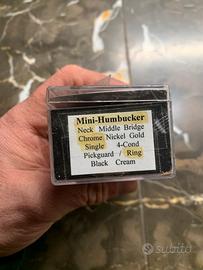 Mini-Humbucker
Neck Middle Bridge
Chrome Nickel Gold
Single 4-Cond
Pickguard / Ring
Black Cream
subito